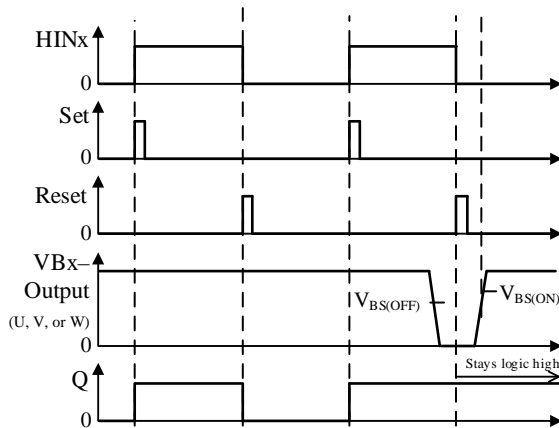 HINx
0
Set
0
Reset
0
VBx–
Output
(U, V, or W)
VBS(OFF)
VBS(ON)
0
Stays logic high
Q
0